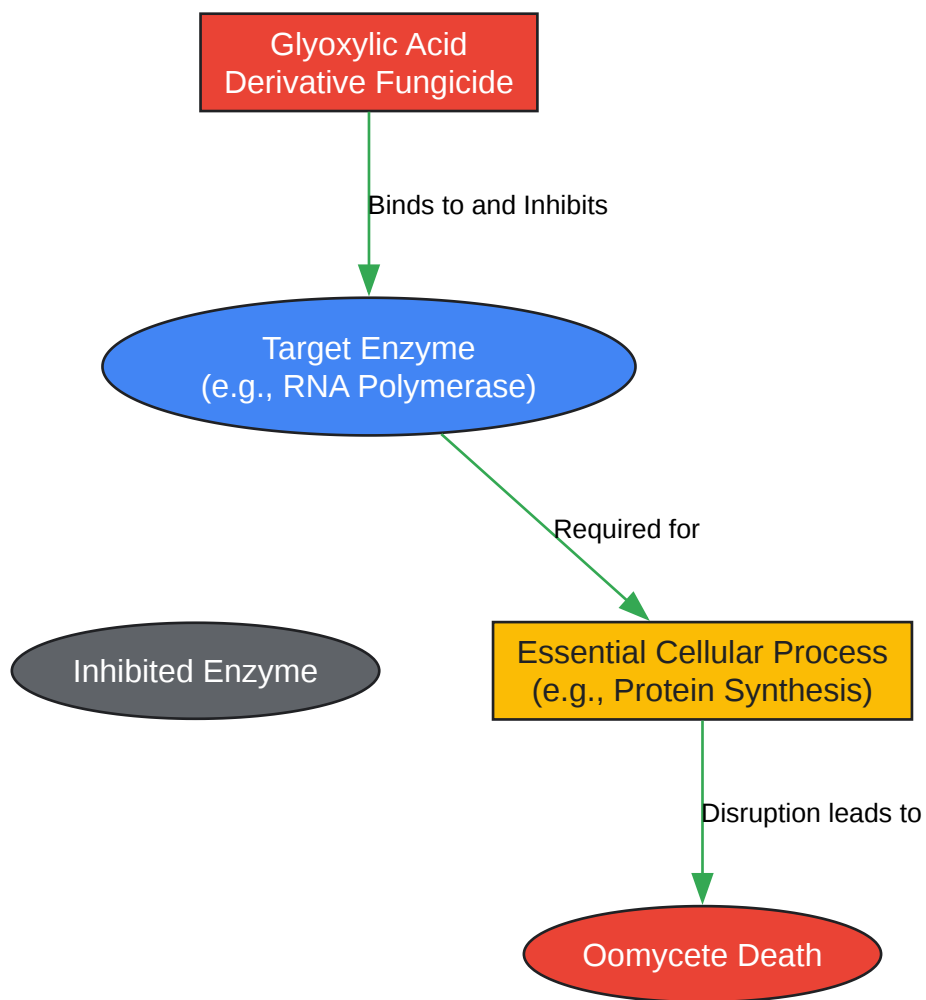 Glyoxylic Acid
Derivative Fungicide
Binds to and Inhibits
Target Enzyme
(e.g., RNA Polymerase)
Required for
Inhibited Enzyme
Essential Cellular Process
(e.g., Protein Synthesis)
Disruption leads to
Oomycete Death